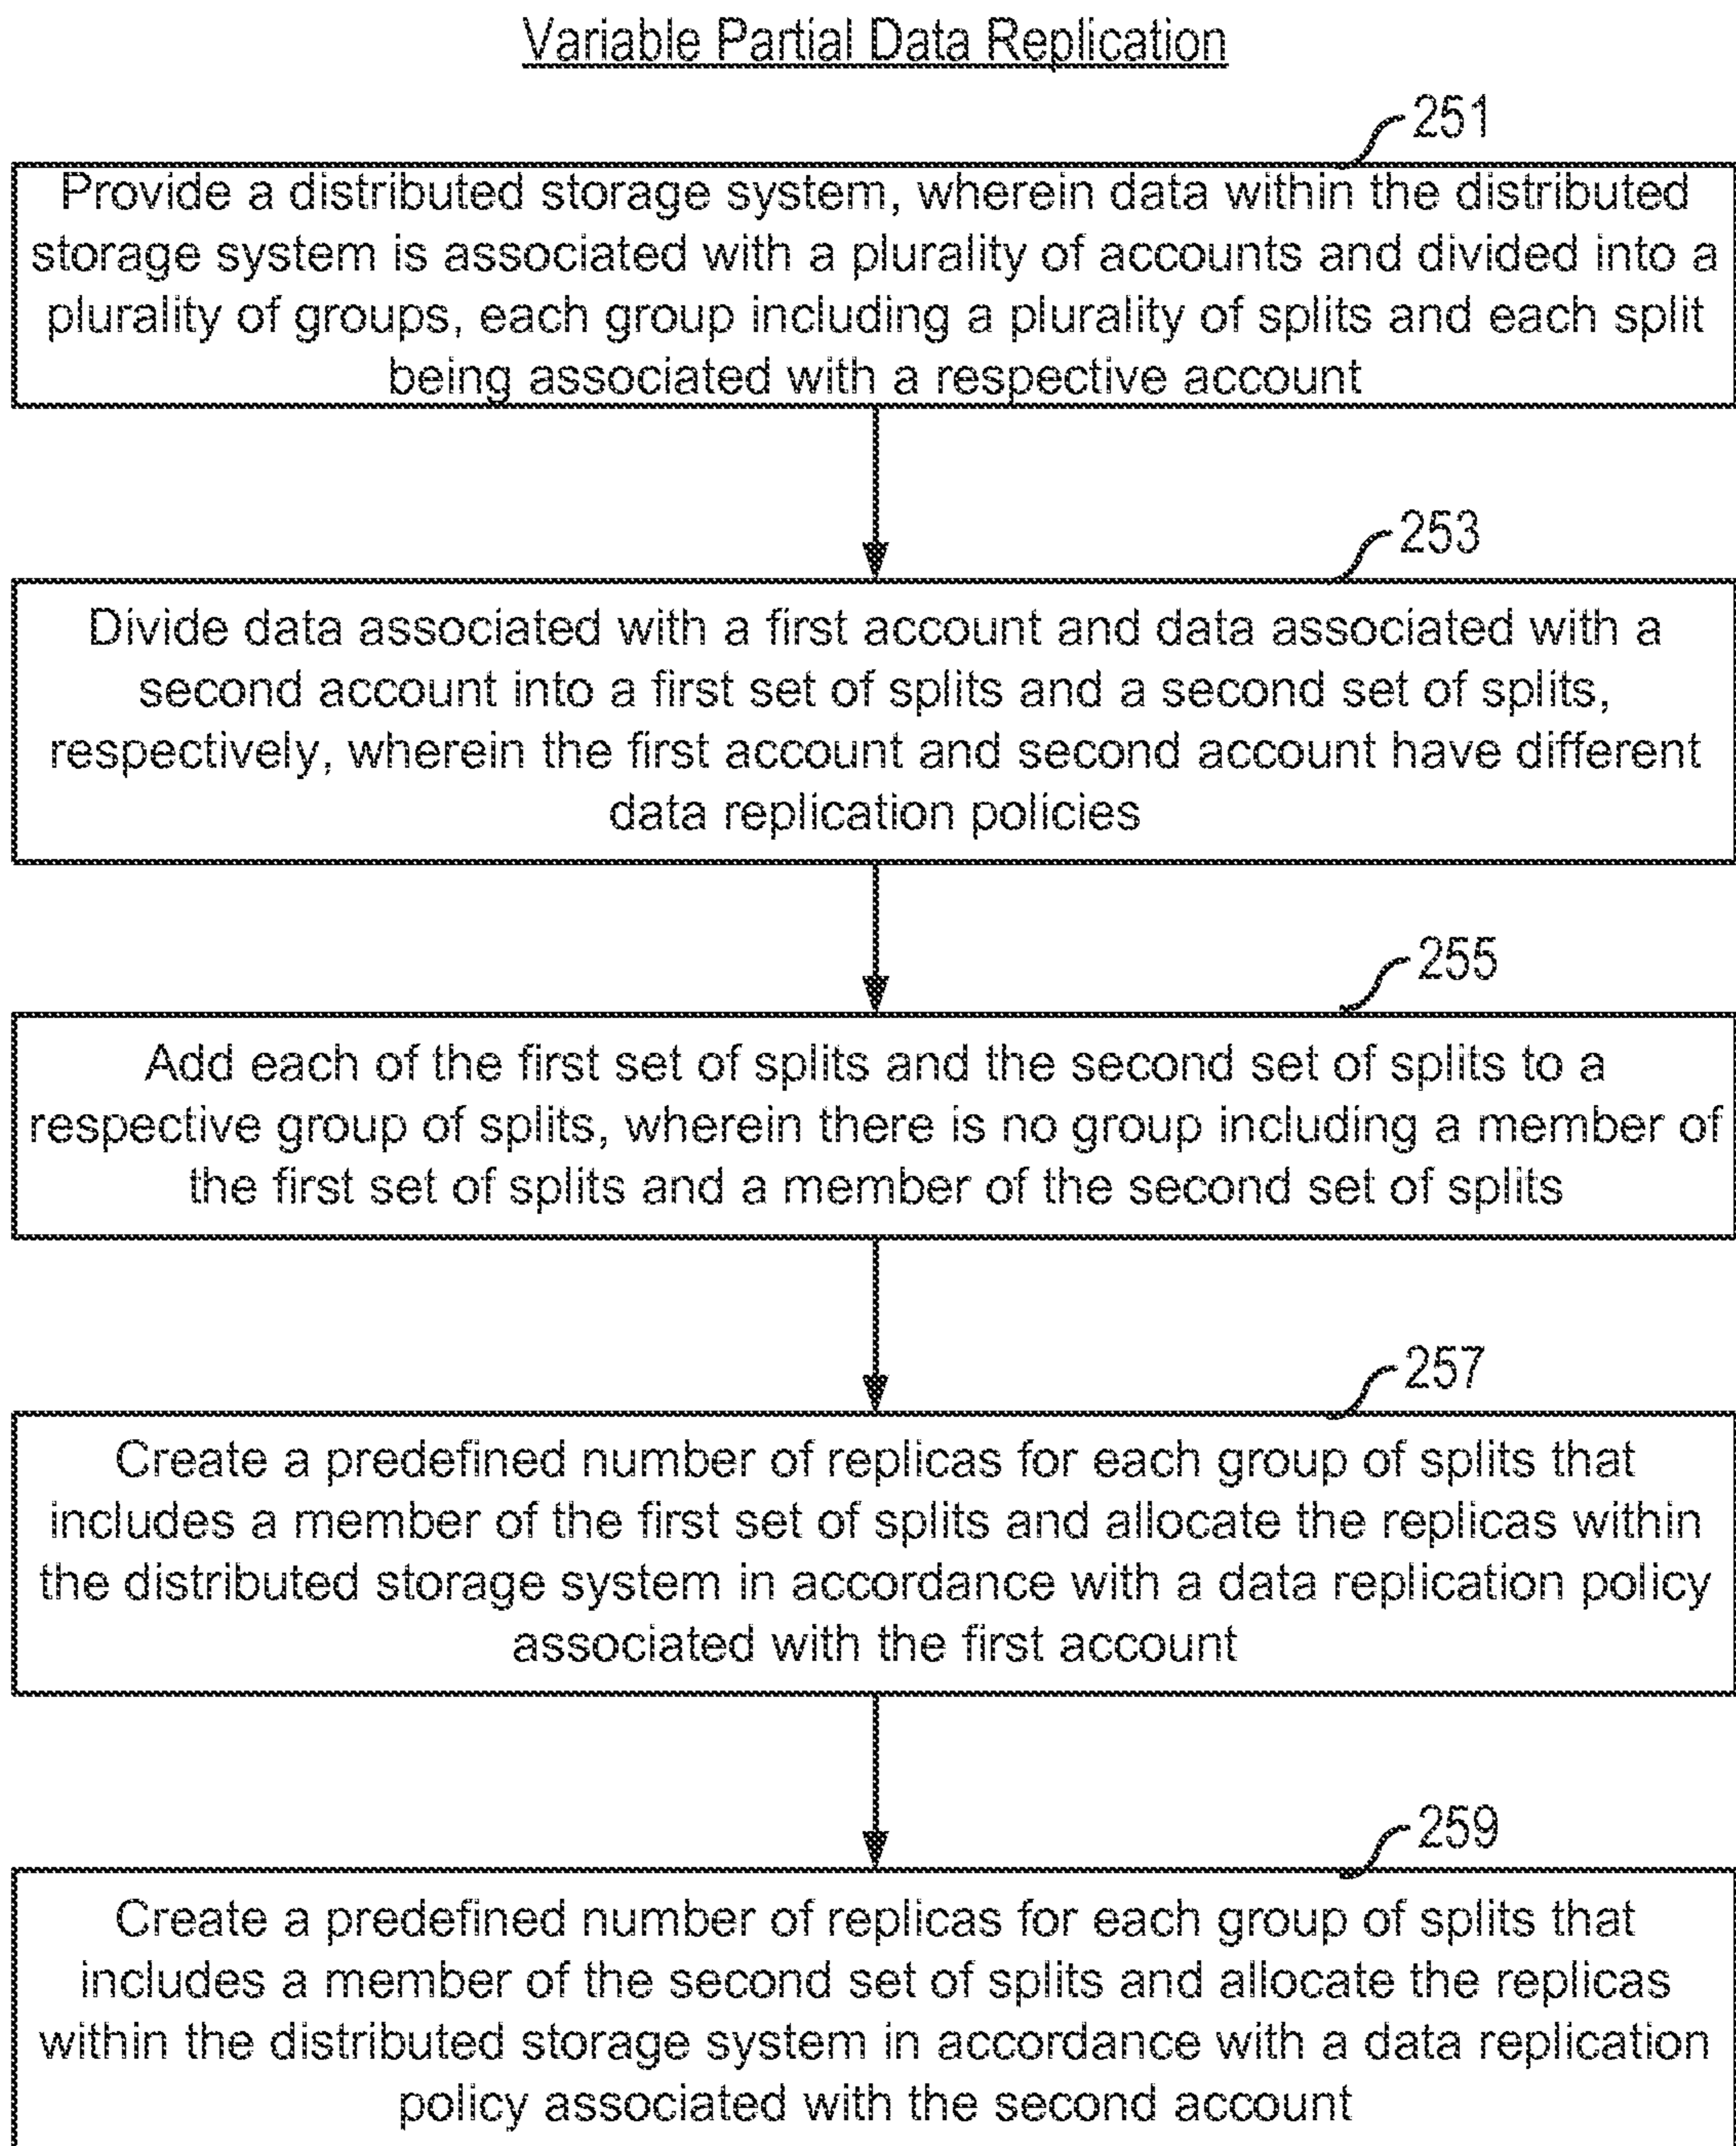 Variable Partial Data Replication
251
Provide a distributed storage system, wherein data within the distributed
storage system is associated with a plurality of accounts and divided into a
plurality of groups, each group including a plurality of splits and each split
being associated with a respective account
253
Divide data associated with a first account and data associated with a
second account into a first set of splits and a second set of splits,
respectively, wherein the first account and second account have different
data replication policies
255
Add each of the first set of splits and the second set of splits to a
respective group of splits, wherein there is no group including a member of
the first set of splits and a member of the second set of splits
257
Create a predefined number of replicas for each group of splits that
includes a member of the first set of splits and allocate the replicas within
the distributed storage system in accordance with a data replication policy
associated with the first account
259
Create a predefined number of replicas for each group of splits that
includes a member of the second set of splits and allocate the replicas
within the distributed storage system in accordance with a data replication
policy associated with the second account